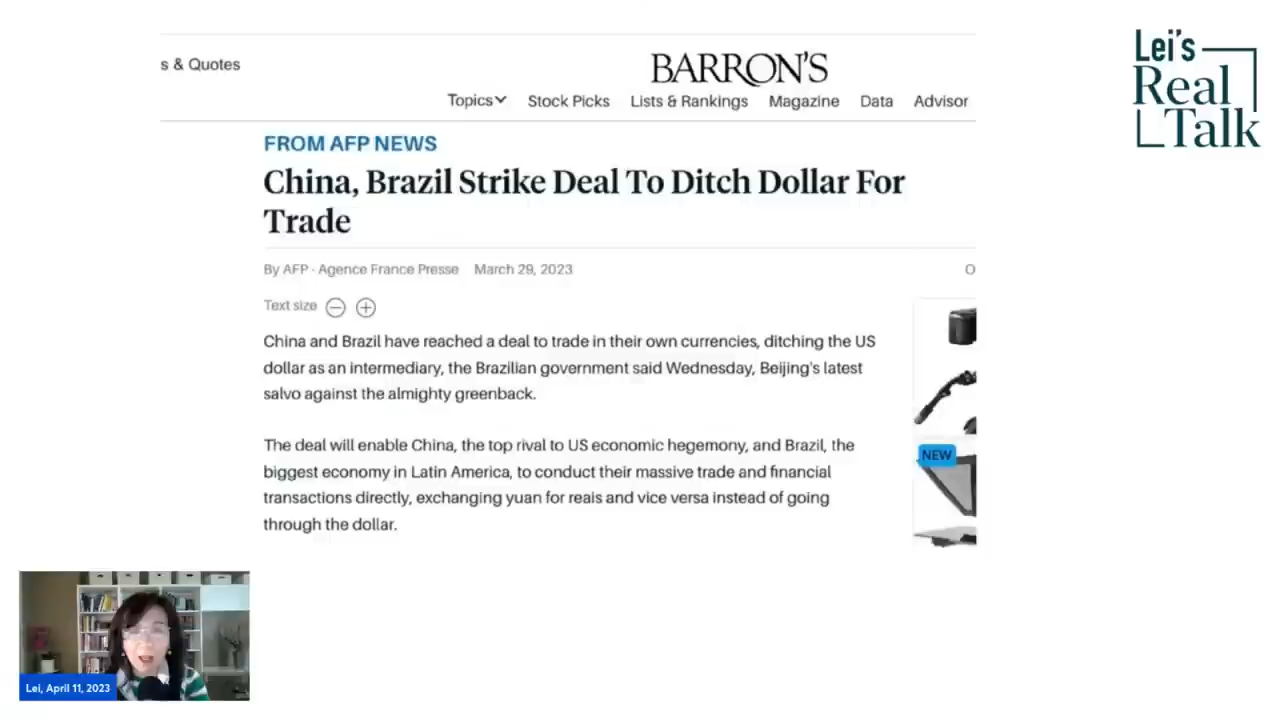 s & Quotes
BARRON'S
Topics
Stock Picks
Lists & Rankings
Magazine
Data
Advisor
Lei's
Real
Talk
FROM AFP NEWS
China, Brazil Strike Deal To Ditch Dollar For
Trade
By AFP - Agence France Presse
March 29, 2023
O
Text size
China and Brazil have reached a deal to trade in their own currencies, ditching the US
dollar as an intermediary, the Brazilian government said Wednesday, Beijing's latest
salvo against the almighty greenback.
The deal will enable China, the top rival to US economic hegemony, and Brazil, the
biggest economy in Latin America, to conduct their massive trade and financial
transactions directly, exchanging yuan for reais and vice versa instead of going
through the dollar.
NEW
Lei, April 11, 2023